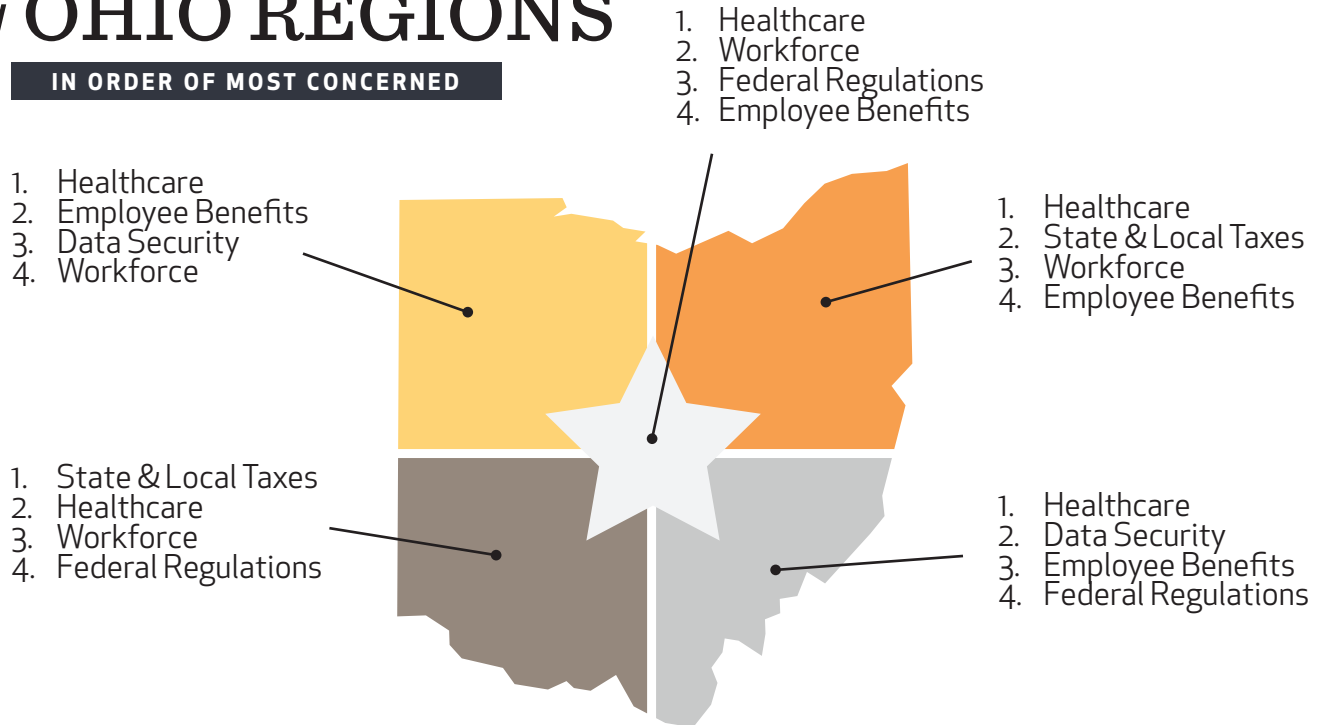 OHIO REGIONS
IN ORDER OF MOST CONCERNED
1. Healthcare
2. Workforce
3. Federal Regulations
4. Employee Benefits
1. Healthcare
2. Employee Benefits
3. Data Security
4. Workforce
1. Healthcare
2. State & Local Taxes
3. Workforce
4. Employee Benefits
1. State & Local Taxes
2. Healthcare
3. Workforce
4. Federal Regulations
1. Healthcare
2. Data Security
3. Employee Benefits
4. Federal Regulations